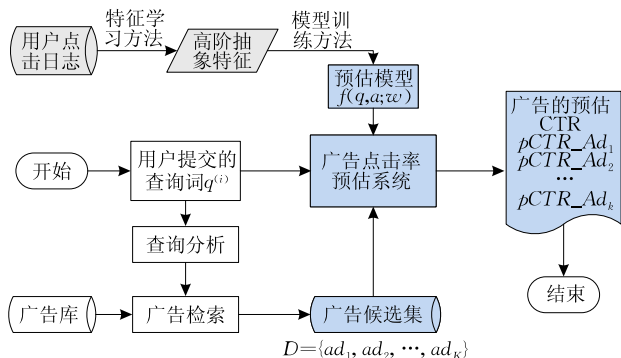 用户点
击日志
特征学
习方法
高阶抽
象特征
模型训
练方法
预估模型
f(q,a;w)
开始
用户提交的
查询词q⁽ⁱ⁾
广告点击率
预估系统
广告的预估
CTR
pCTR_Ad₁
pCTR_Ad₂
…
pCTR_Adₖ
查询分析
结束
广告库
广告检索
广告候选集
D={ad₁, ad₂, …, ad_K}